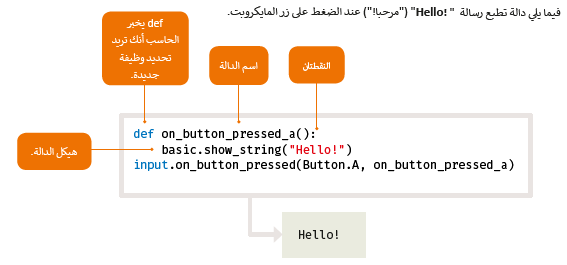 فيما يلي دالة تطبع رسالة "Hello! " ("مرحبا!") عند الضغط على زر المايكروبت.
def يخبر
الحاسب أنك تريد
تحديد وظيفة
جديدة.
اسم الدالة
النقطتان
هيكل الدالة.
def on_button_pressed_a():
basic.show_string("Hello!")
input.on_button_pressed(Button.A, on_button_pressed_a)
Hello!